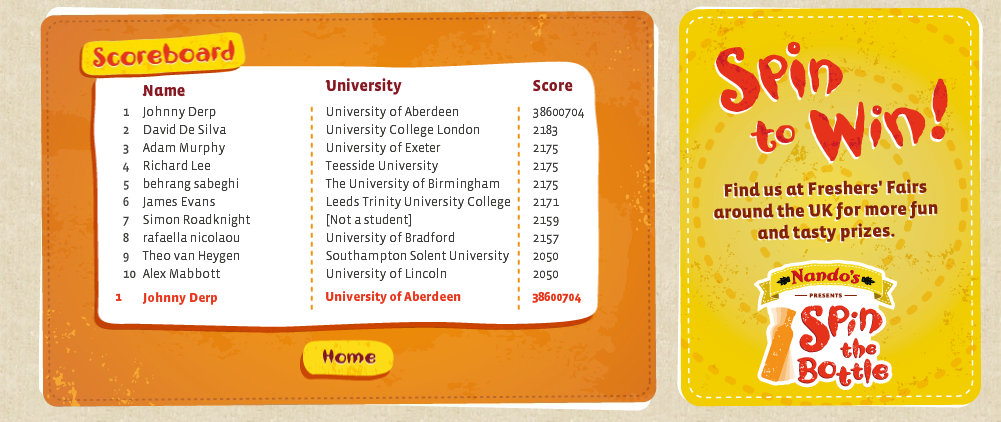 Scoreboard
Name University Score
1 Johnny Derp University of Aberdeen 38600704
2 David De Silva University College London 2183
3 Adam Murphy University of Exeter 2175
4 Richard Lee Teesside University 2175
5 behrang sabeghi The University of Birmingham 2175
6 James Evans Leeds Trinity University College 2171
7 Simon Roadknight [Not a student] 2159
8 rafaella nicolaou University of Bradford 2157
9 Theo van Heygen Southampton Solent University 2050
10 Alex Mabbott University of Lincoln 2050
1 Johnny Derp University of Aberdeen 38600704
Home
Spin
to Win!
Find us at Freshers' Fairs
around the UK for more fun
and tasty prizes.
Nando's
PRESENTS
Spin
the
Bottle